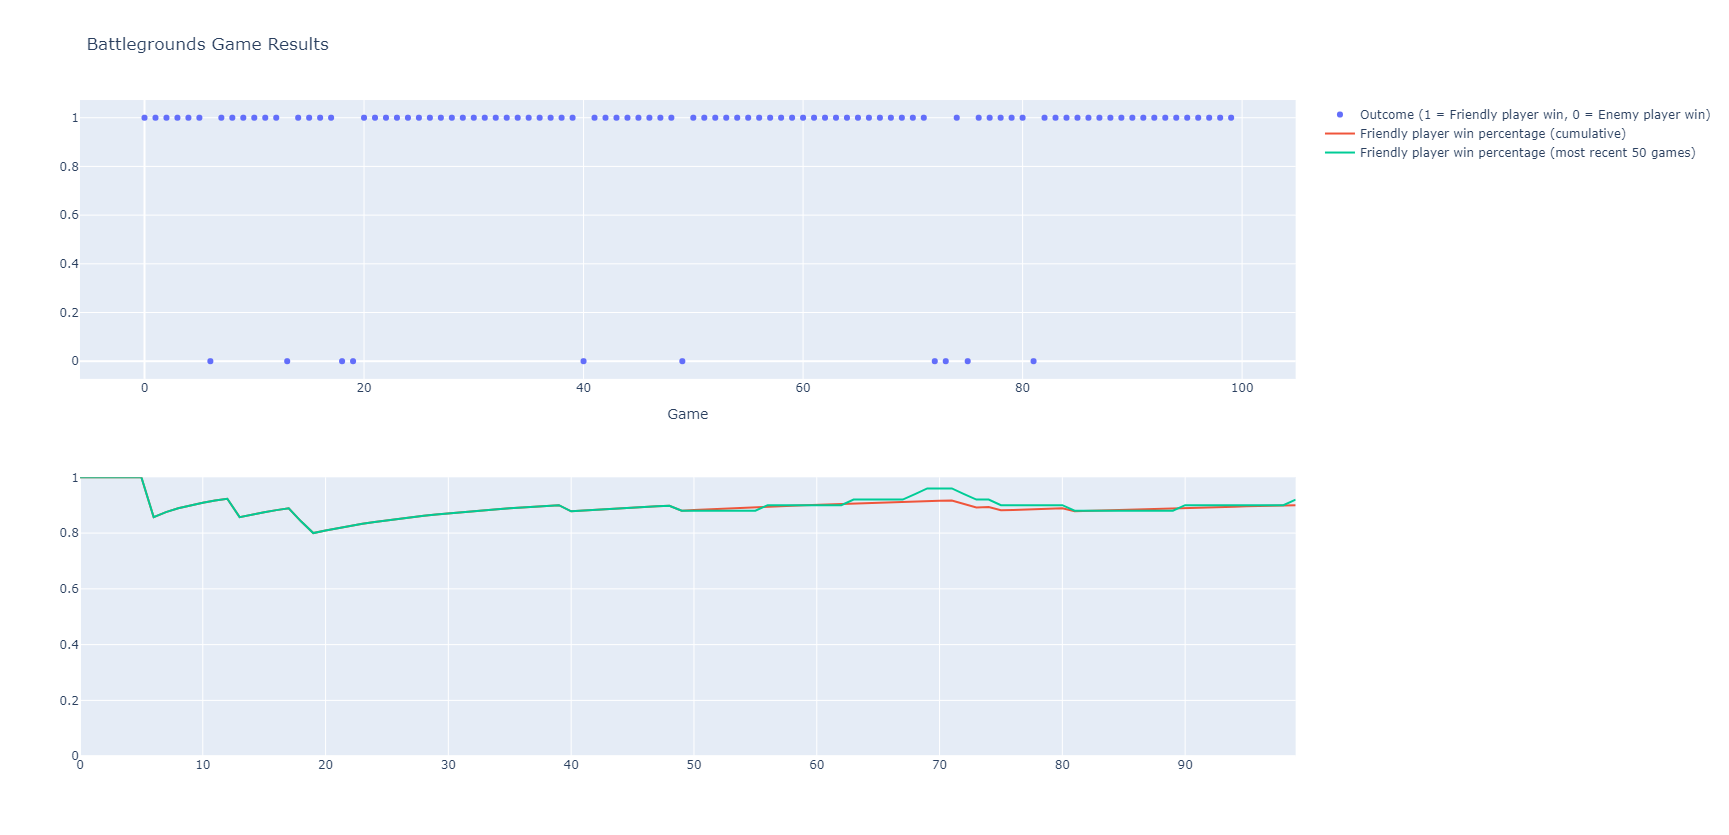 Battlegrounds Game Results
1
0.8
0.6
0.4
0.2
0
0 20 40 60 80 100
Game
Outcome (1 = Friendly player win, 0 = Enemy player win)
Friendly player win percentage (cumulative)
Friendly player win percentage (most recent 50 games)
1
0.8
0.6
0.4
0.2
0
0 10 20 30 40 50 60 70 80 90